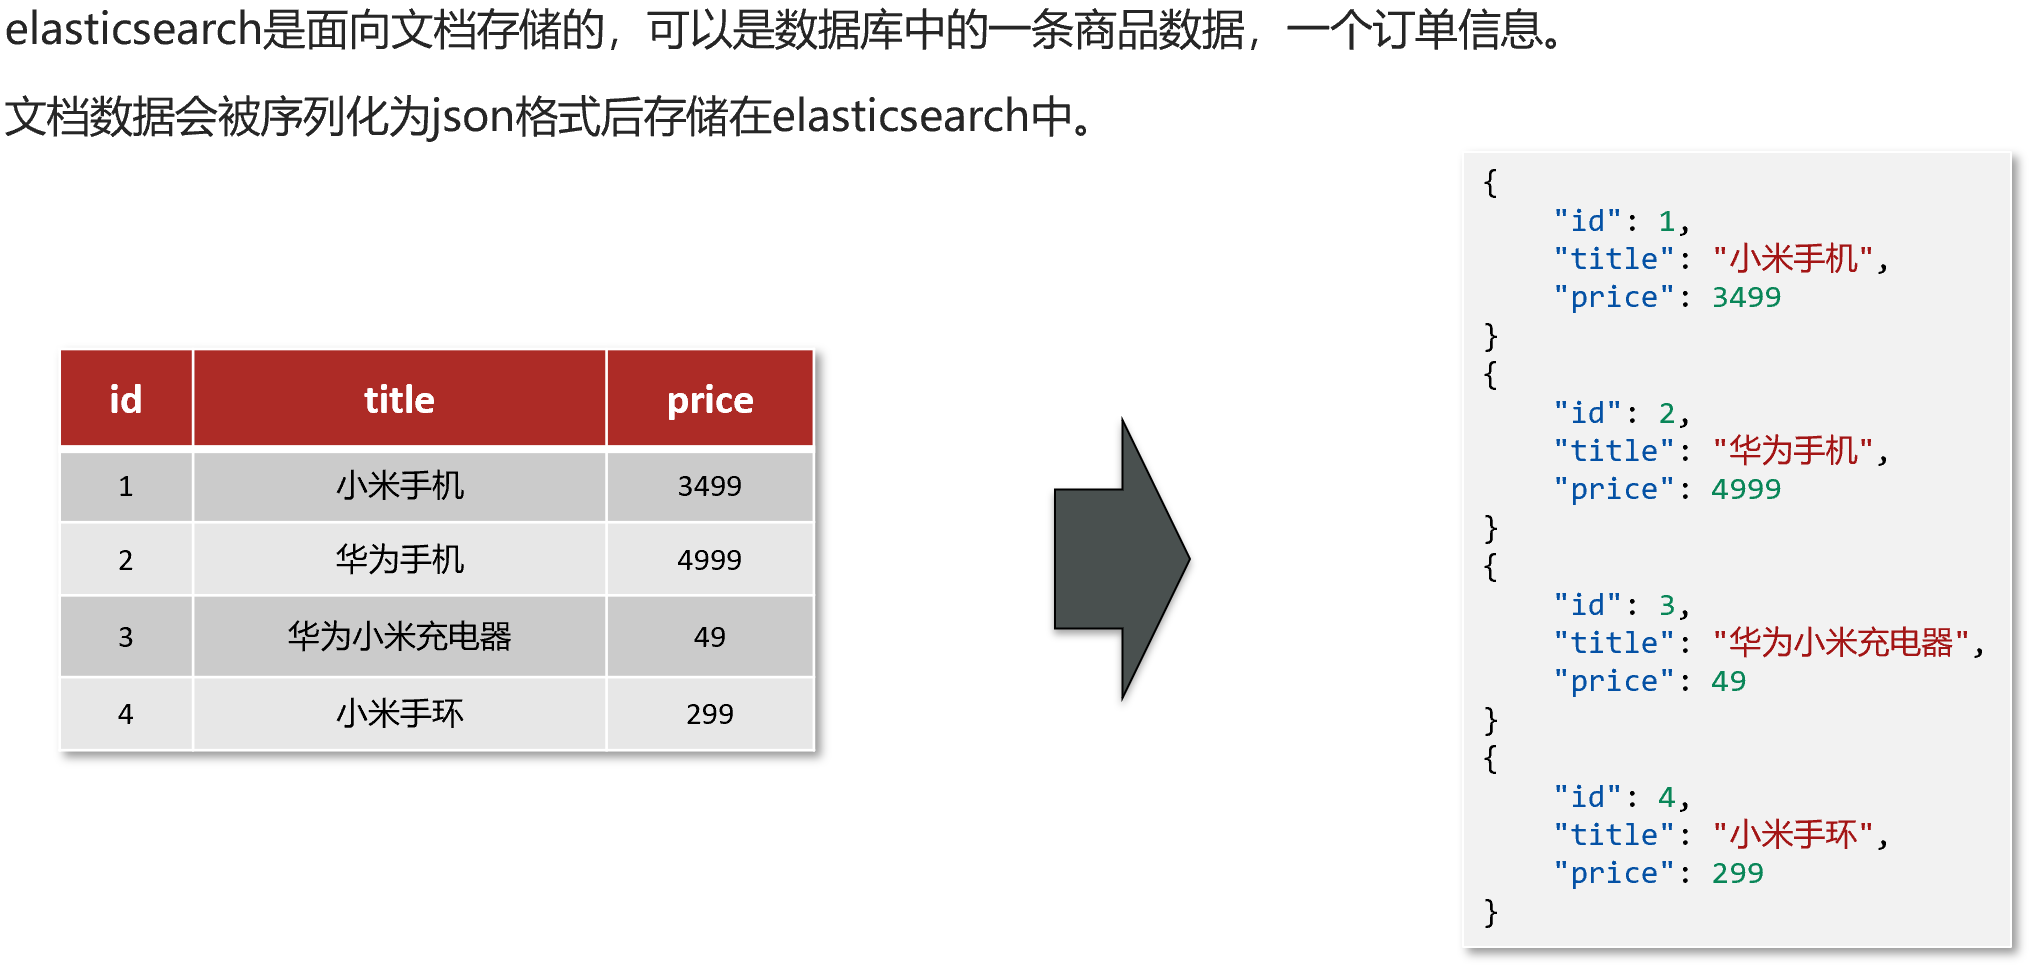 elasticsearch是面向文档存储的，可以是数据库中的一条商品数据，一个订单信息。
文档数据会被序列化为json格式后存储在elasticsearch中。
id title price
1 小米手机 3499
2 华为手机 4999
3 华为小米充电器 49
4 小米手环 299
{
"id": 1,
"title": "小米手机",
"price": 3499
}
{
"id": 2,
"title": "华为手机",
"price": 4999
}
{
"id": 3,
"title": "华为小米充电器",
"price": 49
}
{
"id": 4,
"title": "小米手环",
"price": 299
}